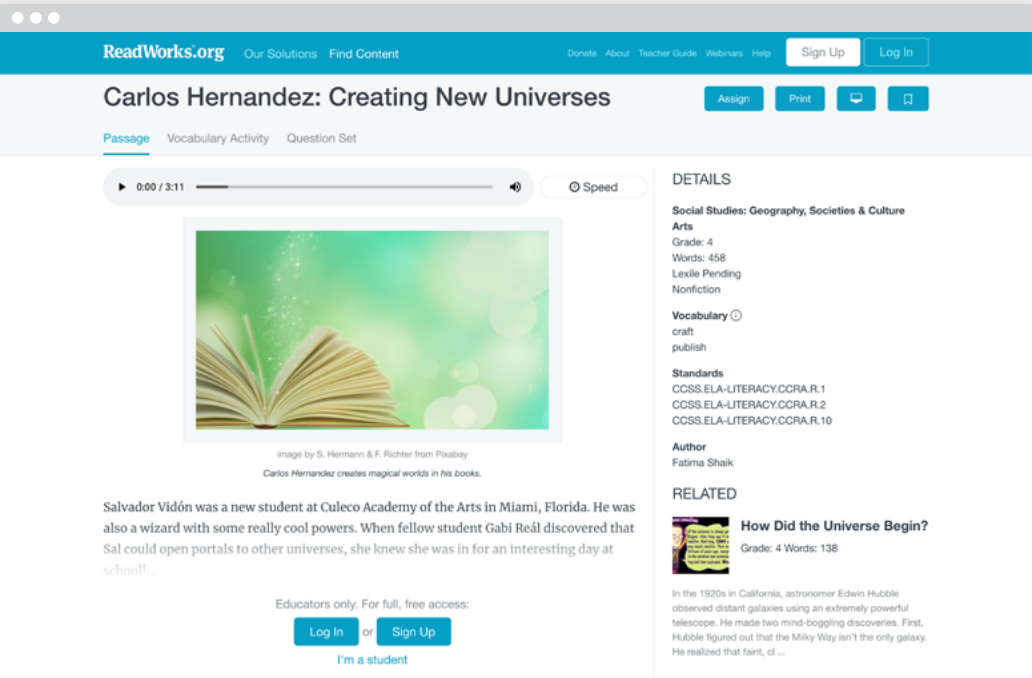 ReadWorks.org
Our Solutions
Find Content
Donate
About
Teacher Guide
Webinars
Help
Sign Up
Log In
Carlos Hernandez: Creating New Universes
Assign
Print
Passage
Vocabulary Activity
Question Set
0:00 / 3:11
Speed
image by S. Hermann & F. Richter from Pixabay
Carlos Hernandez creates magical worlds in his books.
Salvador Vidón was a new student at Culeco Academy of the Arts in Miami, Florida. He was
also a wizard with some really cool powers. When fellow student Gabi Reál discovered that
Sal could open portals to other universes, she knew she was in for an interesting day at
school!...
Educators only. For full, free access:
Log In or Sign Up
I'm a student
DETAILS
Social Studies: Geography, Societies & Culture
Arts
Grade: 4
Words: 458
Lexile Pending
Nonfiction
Vocabulary
craft
publish
Standards
CCSS.ELA-LITERACY.CCRA.R.1
CCSS.ELA-LITERACY.CCRA.R.2
CCSS.ELA-LITERACY.CCRA.R.10
Author
Fatima Shaik
RELATED
How Did the Universe Begin?
Grade: 4 Words: 138
In the 1920s in California, astronomer Edwin Hubble
observed distant galaxies using an extremely powerful
telescope. He made two mind-boggling discoveries. First,
Hubble figured out that the Milky Way isn't the only galaxy.
He realized that faint, cl ...